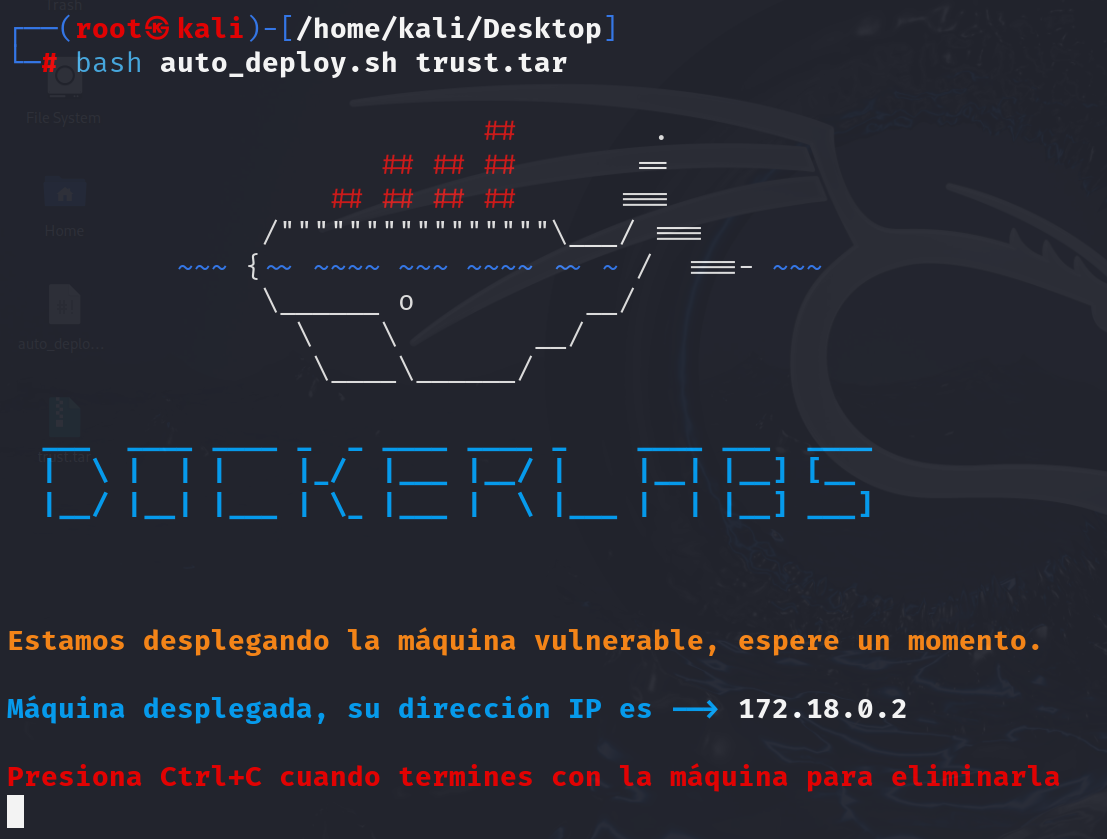 Trash
┌──(root㉿kali)-[/home/kali/Desktop]
└─# bash auto_deploy.sh trust.tar
File System
Home
auto_deplo...
trust.tar
DOCKERLABS
Estamos desplegando la máquina vulnerable, espere un momento.
Máquina desplegada, su dirección IP es ⟶ 172.18.0.2
Presiona Ctrl+C cuando termines con la máquina para eliminarla